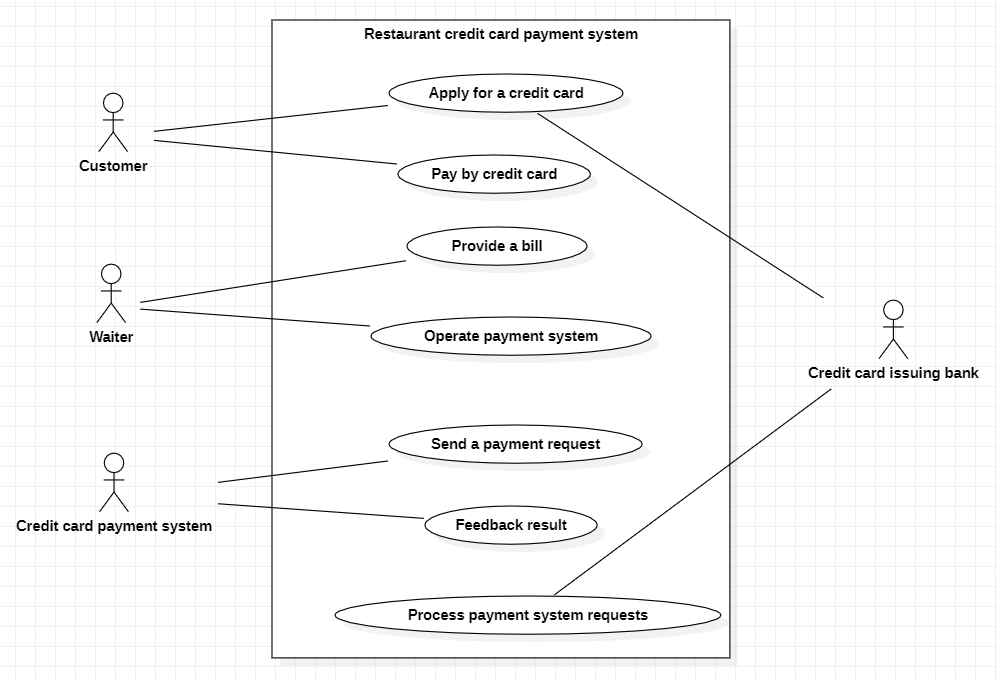 Restaurant credit card payment system
Apply for a credit card
Customer
Pay by credit card
Provide a bill
Waiter
Operate payment system
Credit card issuing bank
Send a payment request
Credit card payment system
Feedback result
Process payment system requests